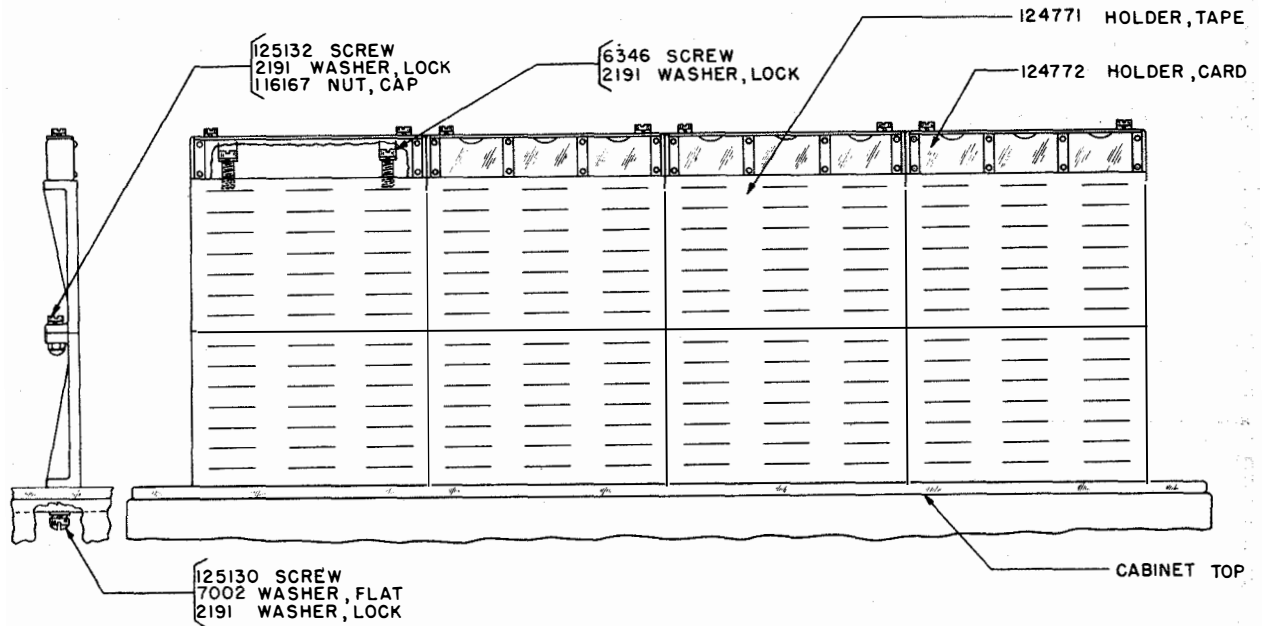 124771 HOLDER, TAPE
125132 SCREW
2191 WASHER, LOCK
116167 NUT, CAP
6346 SCREW
2191 WASHER, LOCK
124772 HOLDER, CARD
125130 SCREW
7002 WASHER, FLAT
2191 WASHER, LOCK
CABINET TOP